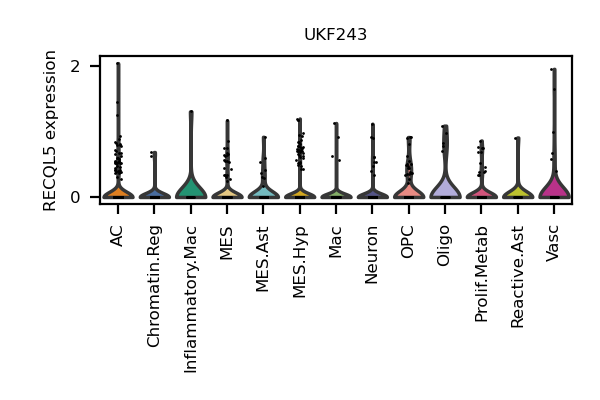 UKF243
RECQL5 expression
2
0
AC
Chromatin.Reg
Inflammatory.Mac
MES
MES.Ast
MES.Hyp
Mac
Neuron
OPC
Oligo
Prolif.Metab
Reactive.Ast
Vasc